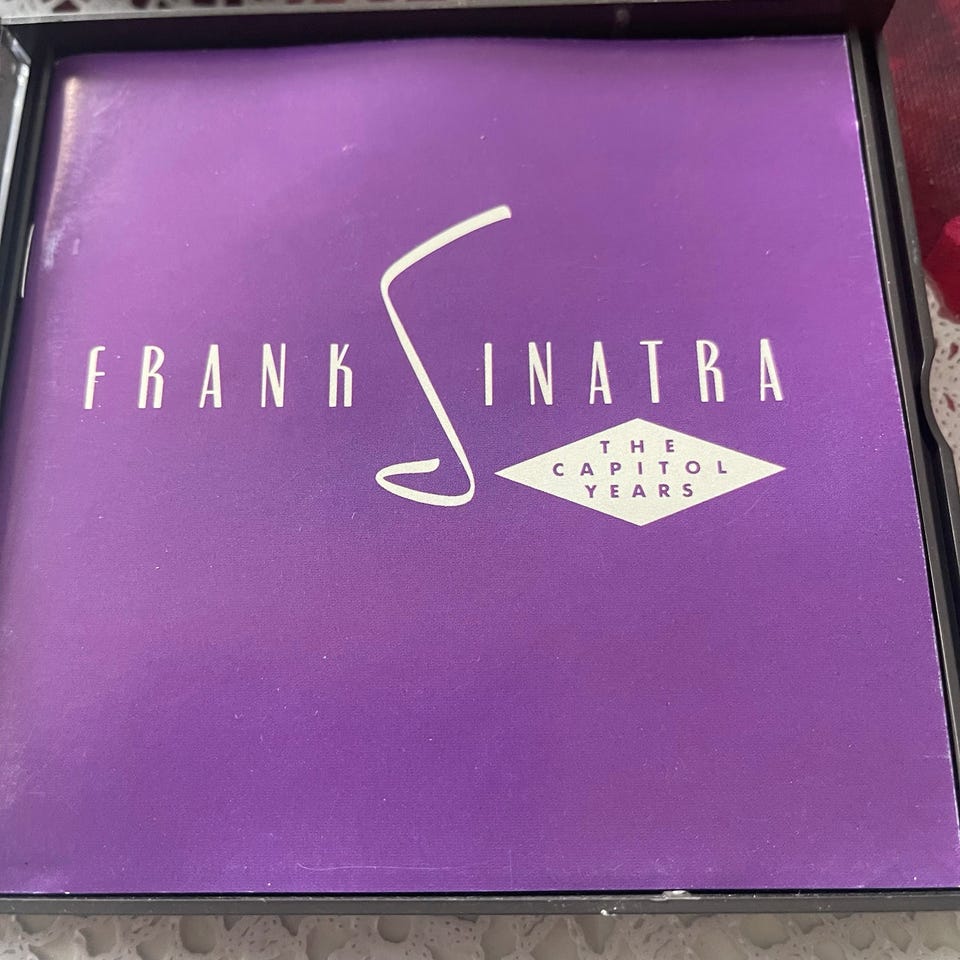 FRANK SINATRA
THE
CAPITOL
YEARS